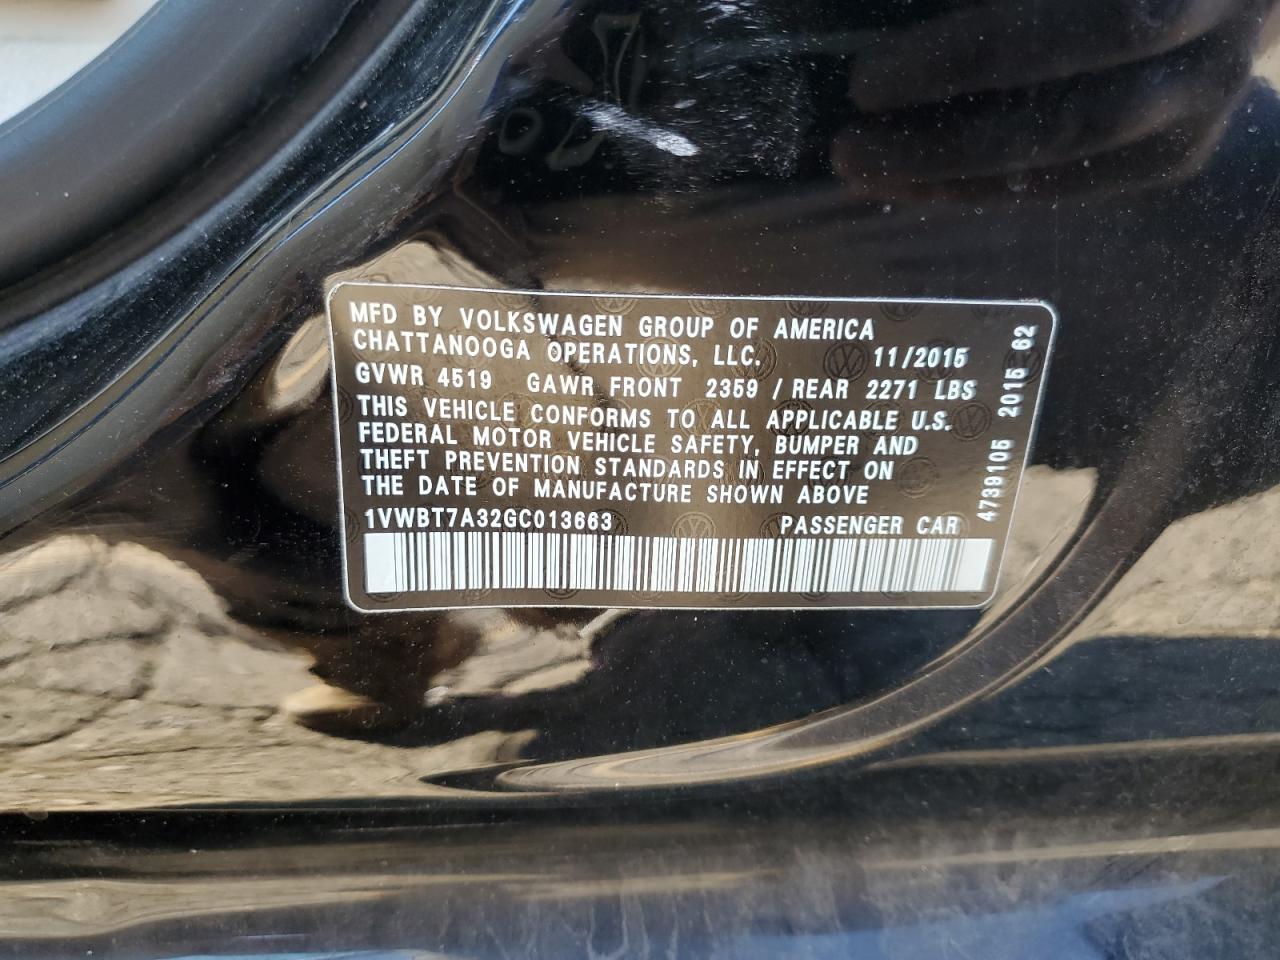 MFD BY VOLKSWAGEN GROUP OF AMERICA
CHATTANOOGA OPERATIONS, LLC. 11/2015
GVWR 4519 GAWR FRONT 2359 / REAR 2271 LBS
THIS VEHICLE CONFORMS TO ALL APPLICABLE U.S.
FEDERAL MOTOR VEHICLE SAFETY, BUMPER AND
THEFT PREVENTION STANDARDS IN EFFECT ON
THE DATE OF MANUFACTURE SHOWN ABOVE
1VWBT7A32GC013663 PASSENGER CAR
4739105 2015 62